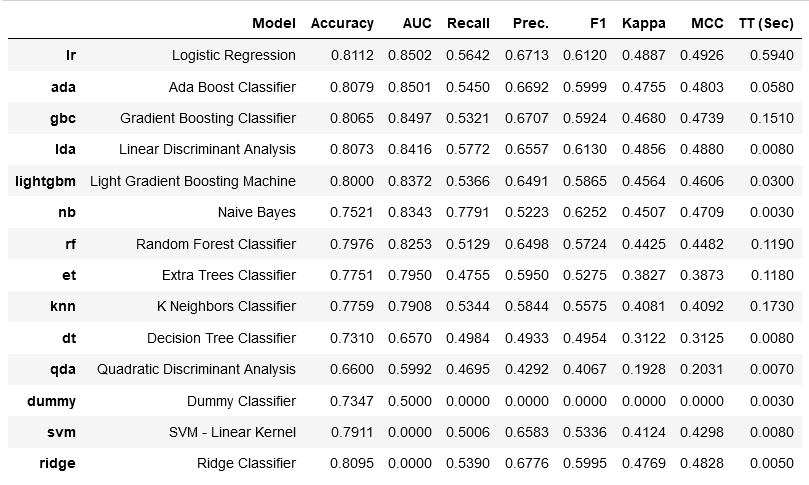 Model Accuracy AUC Recall Prec. F1 Kappa MCC TT (Sec)
lr Logistic Regression 0.8112 0.8502 0.5642 0.6713 0.6120 0.4887 0.4926 0.5940
ada Ada Boost Classifier 0.8079 0.8501 0.5450 0.6692 0.5999 0.4755 0.4803 0.0580
gbc Gradient Boosting Classifier 0.8065 0.8497 0.5321 0.6707 0.5924 0.4680 0.4739 0.1510
lda Linear Discriminant Analysis 0.8073 0.8416 0.5772 0.6557 0.6130 0.4856 0.4880 0.0080
lightgbm Light Gradient Boosting Machine 0.8000 0.8372 0.5366 0.6491 0.5865 0.4564 0.4606 0.0300
nb Naive Bayes 0.7521 0.8343 0.7791 0.5223 0.6252 0.4507 0.4709 0.0030
rf Random Forest Classifier 0.7976 0.8253 0.5129 0.6498 0.5724 0.4425 0.4482 0.1190
et Extra Trees Classifier 0.7751 0.7950 0.4755 0.5950 0.5275 0.3827 0.3873 0.1180
knn K Neighbors Classifier 0.7759 0.7908 0.5344 0.5844 0.5575 0.4081 0.4092 0.1730
dt Decision Tree Classifier 0.7310 0.6570 0.4984 0.4933 0.4954 0.3122 0.3125 0.0080
qda Quadratic Discriminant Analysis 0.6600 0.5992 0.4695 0.4292 0.4067 0.1928 0.2031 0.0070
dummy Dummy Classifier 0.7347 0.5000 0.0000 0.0000 0.0000 0.0000 0.0000 0.0030
svm SVM - Linear Kernel 0.7911 0.0000 0.5006 0.6583 0.5336 0.4124 0.4298 0.0080
ridge Ridge Classifier 0.8095 0.0000 0.5390 0.6776 0.5995 0.4769 0.4828 0.0050